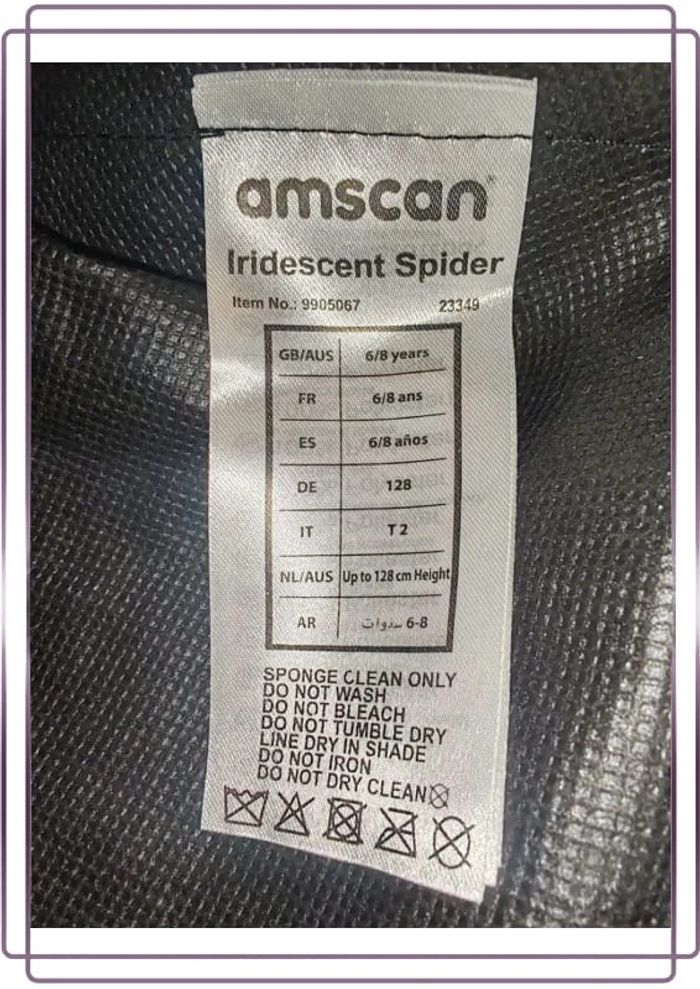 amscan®
Iridescent Spider
Item No.: 9905067 23349
GB/AUS 6/8 years
FR 6/8 ans
ES 6/8 años
DE 128
IT T 2
NL/AUS Up to 128 cm Height
AR 6-8 سنوات
SPONGE CLEAN ONLY
DO NOT WASH
DO NOT BLEACH
DO NOT TUMBLE DRY
LINE DRY IN SHADE
DO NOT IRON
DO NOT DRY CLEAN